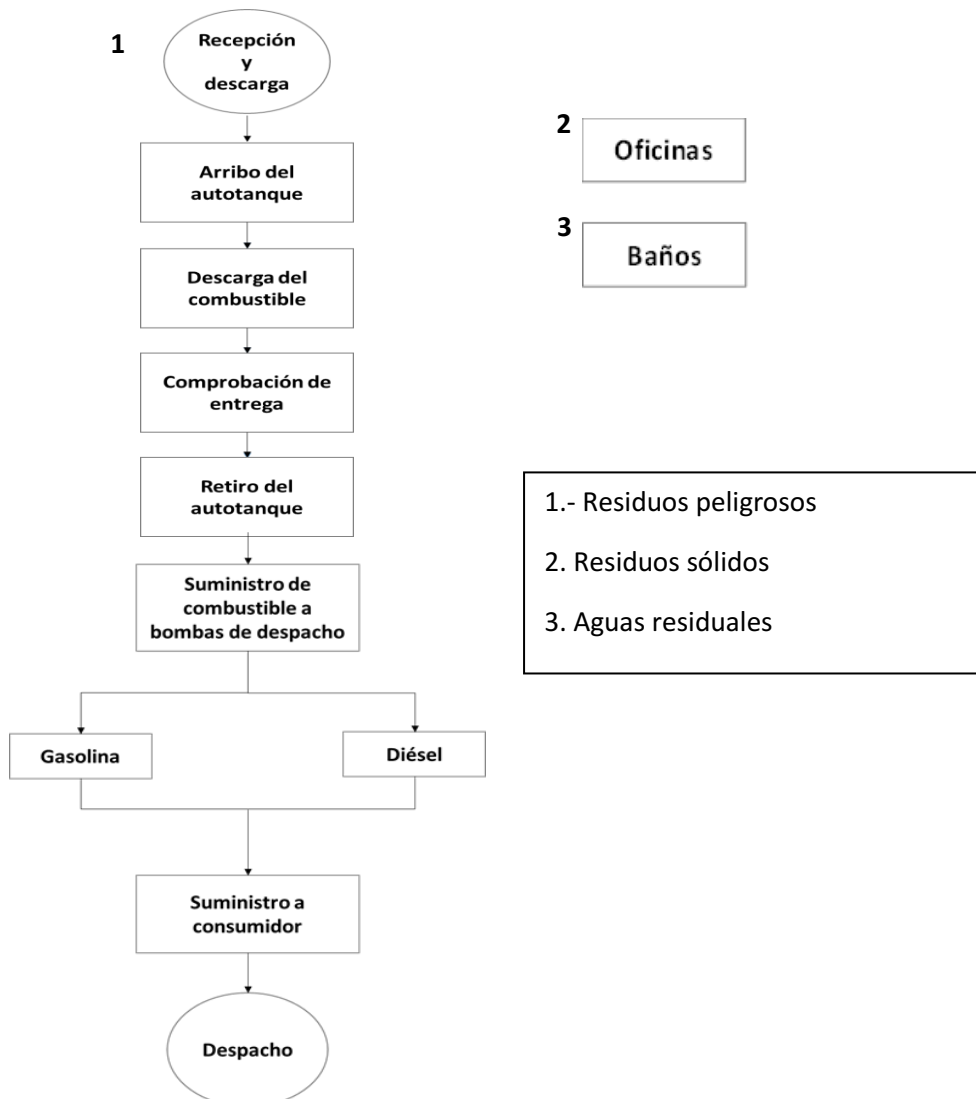 1
Recepción
y
descarga
Arribo del
autotanque
Descarga del
combustible
Comprobación de
entrega
Retiro del
autotanque
Suministro de
combustible a
bombas de despacho
Gasolina
Diésel
Suministro a
consumidor
Despacho
2
Oficinas
3
Baños
1.- Residuos peligrosos
2. Residuos sólidos
3. Aguas residuales